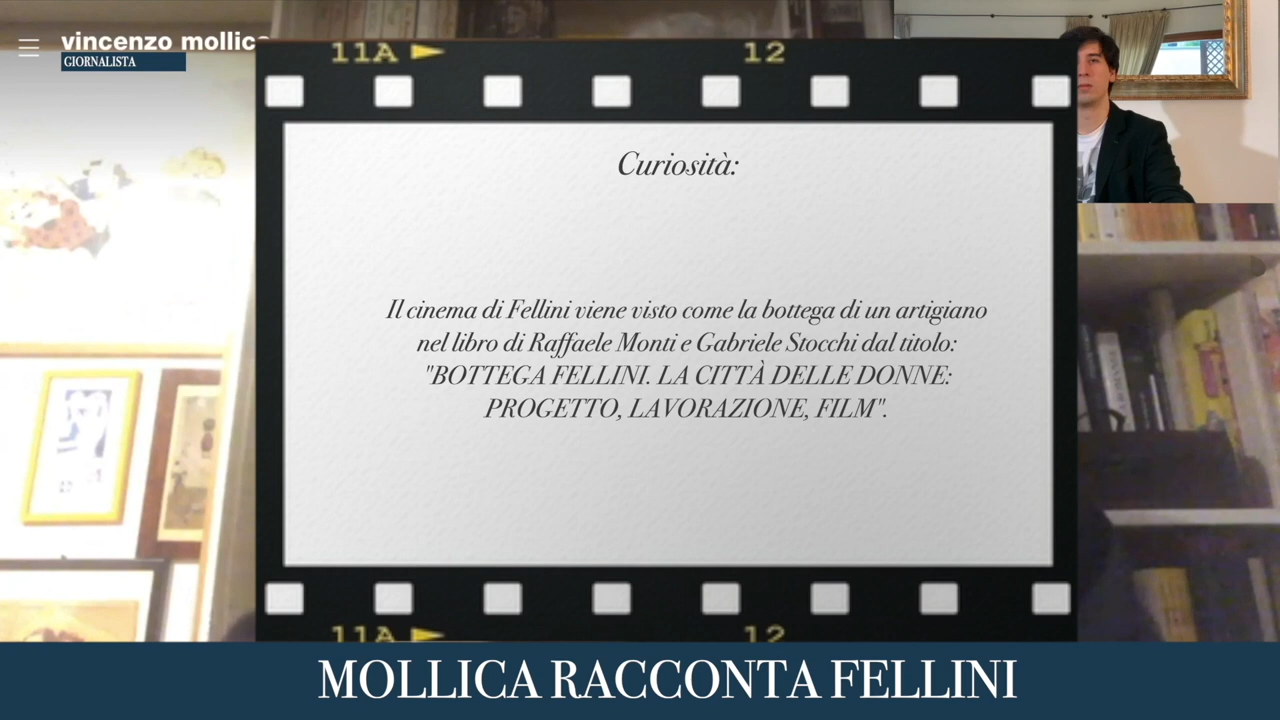 vincenzo mollica
GIORNALISTA
11A
12
Curiosità:
Il cinema di Fellini viene visto come la bottega di un artigiano
nel libro di Raffaele Monti e Gabriele Stocchi dal titolo:
"BOTTEGA FELLINI. LA CITTÀ DELLE DONNE:
PROGETTO, LAVORAZIONE, FILM".
11A
12
MOLLICA RACCONTA FELLINI